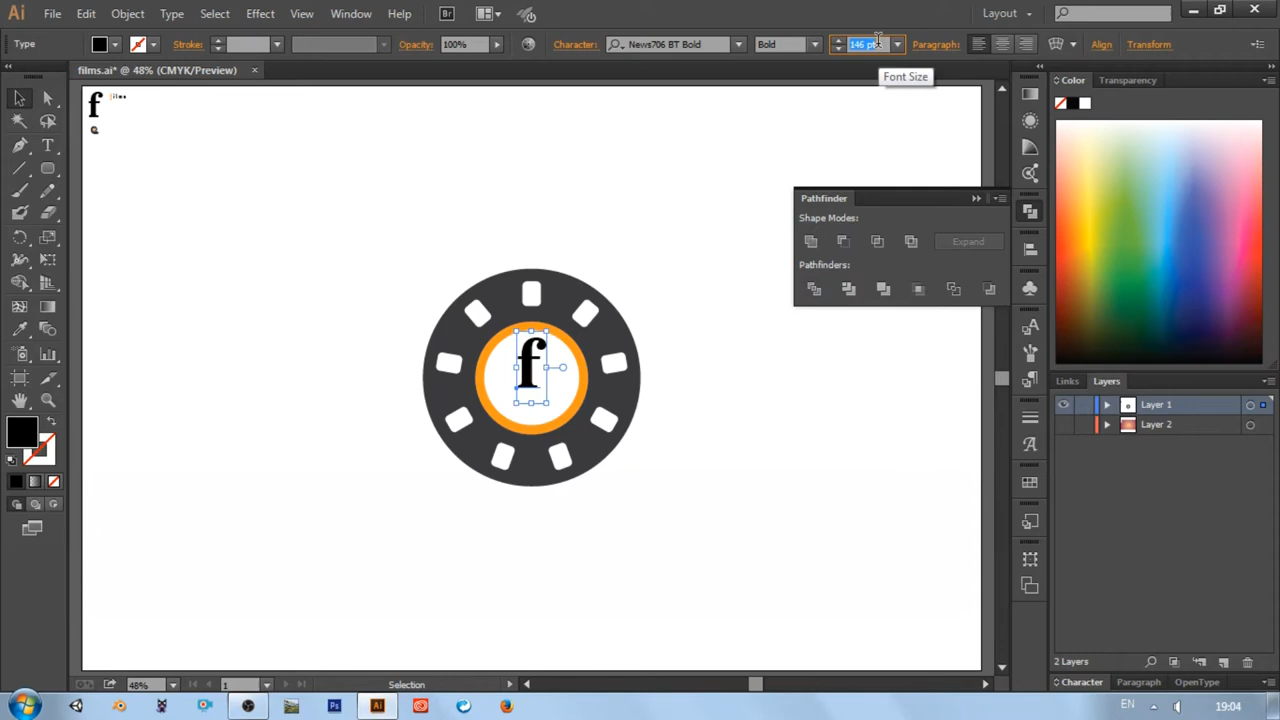 Ai File Edit Object Type Select Effect View Window Help Br Layout
Type Stroke: Opacity: 100% Character: News706 BT Bold Bold 146 pt Paragraph: Align Transform
films.ai* @ 48% (CMYK/Preview)
Font Size
Color Transparency
f films
Pathfinder
Shape Modes:
Expand
Pathfinders:
f
Links Layers
Layer 1
Layer 2
2 Layers
Character Paragraph OpenType
48% 1 Selection
Ps Ai EN 19:04